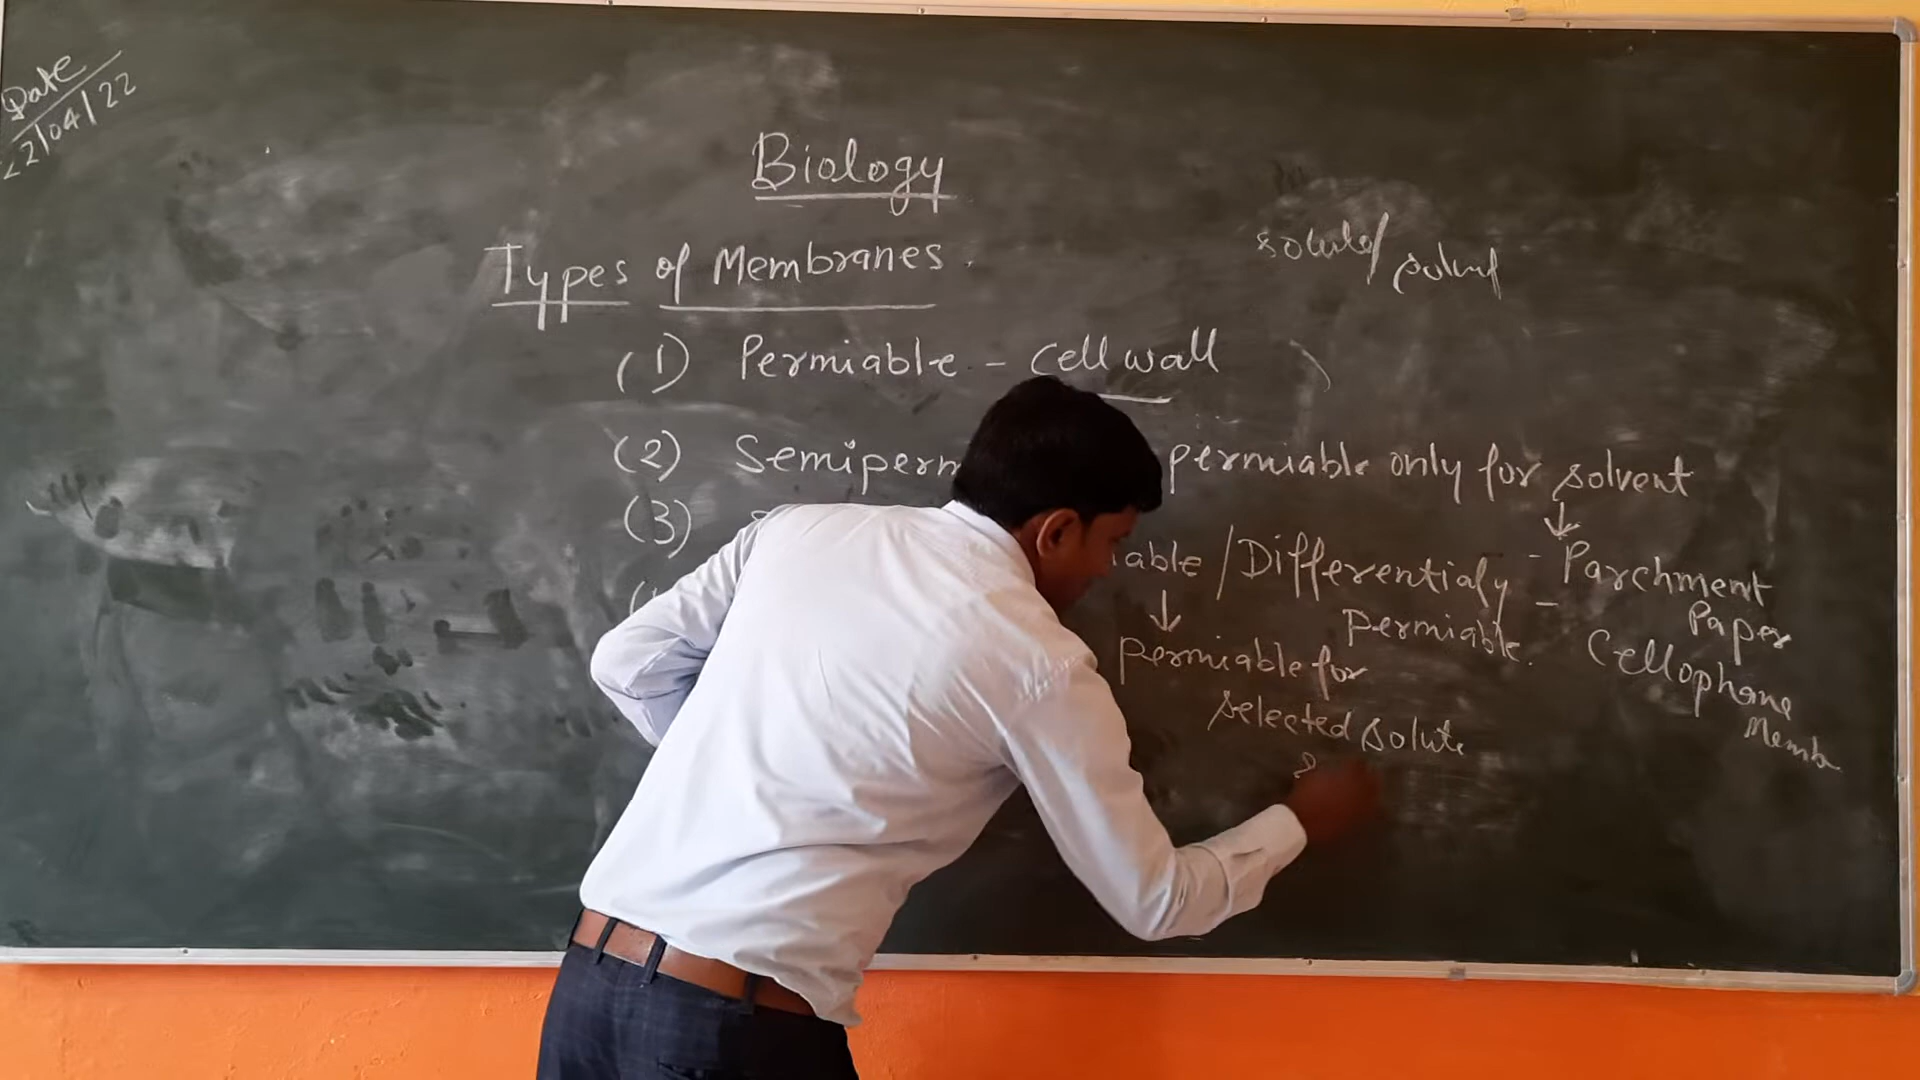 Date
22/04/22
Biology
Types of Membranes.
solute/solvent
(1) Permiable - Cell wall
(2) Semiperm permiable only for solvent
(3) iable / Differentialy
permiable.
↓
permiable for
selected solute
- Parchment
Paper
- Cellophane
Memb